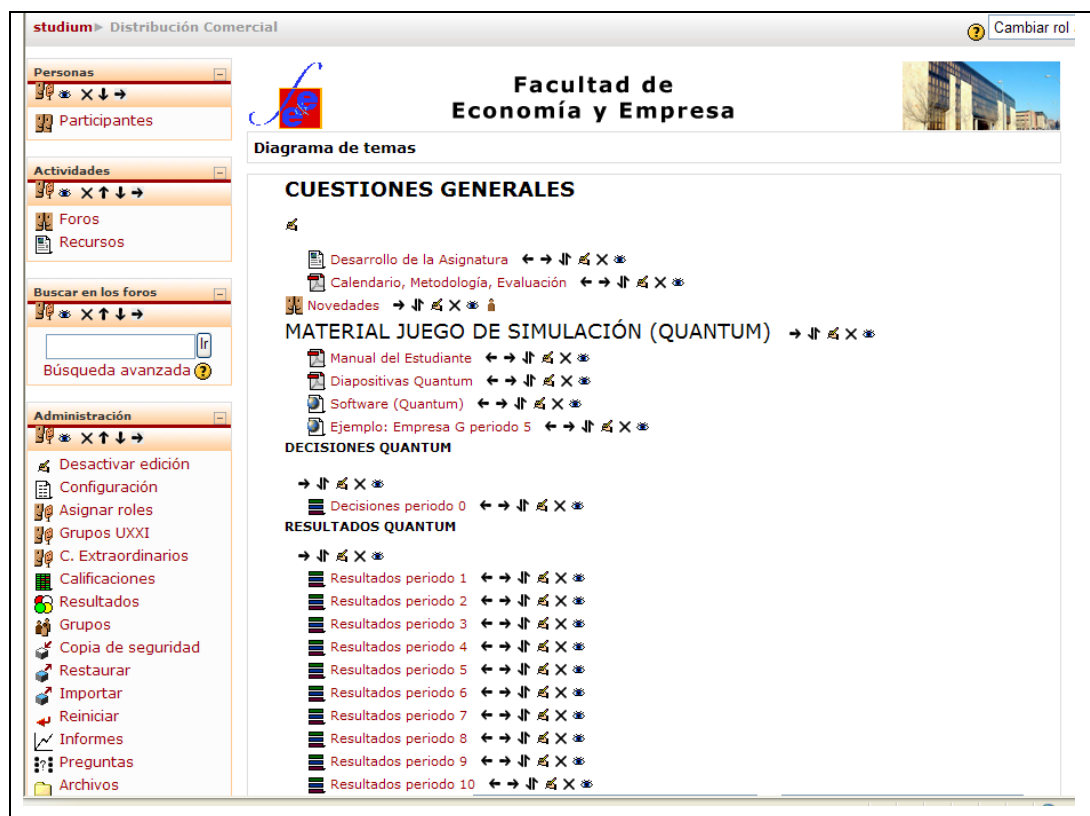 studium► Distribución Comercial
Cambiar rol
Personas
Participantes
Actividades
Foros
Recursos
Buscar en los foros
Ir
Búsqueda avanzada
Administración
Desactivar edición
Configuración
Asignar roles
Grupos UXXI
C. Extraordinarios
Calificaciones
Resultados
Grupos
Copia de seguridad
Restaurar
Importar
Reiniciar
Informes
Preguntas
Archivos
Facultad de
Economía y Empresa
Diagrama de temas
CUESTIONES GENERALES
Desarrollo de la Asignatura
Calendario, Metodología, Evaluación
Novedades
MATERIAL JUEGO DE SIMULACIÓN (QUANTUM)
Manual del Estudiante
Diapositivas Quantum
Software (Quantum)
Ejemplo: Empresa G periodo 5
DECISIONES QUANTUM
Decisiones periodo 0
RESULTADOS QUANTUM
Resultados periodo 1
Resultados periodo 2
Resultados periodo 3
Resultados periodo 4
Resultados periodo 5
Resultados periodo 6
Resultados periodo 7
Resultados periodo 8
Resultados periodo 9
Resultados periodo 10